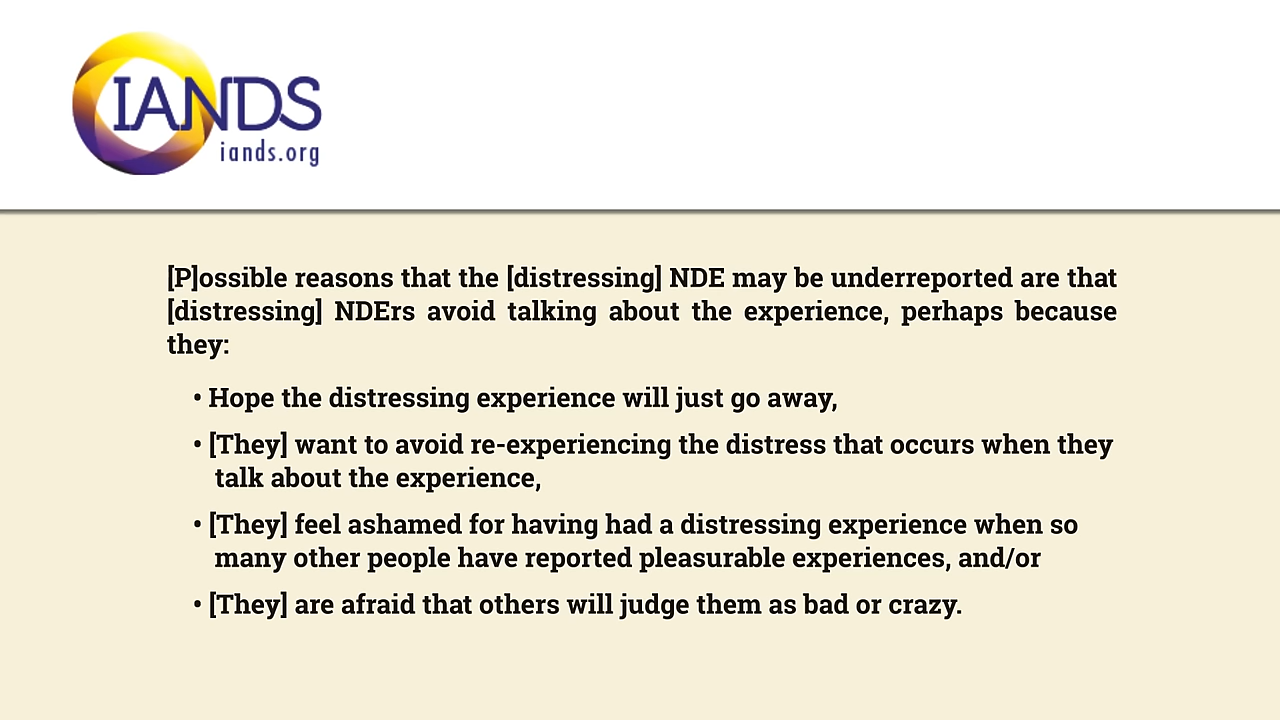 IANDS
iands.org
[P]ossible reasons that the [distressing] NDE may be underreported are that
[distressing] NDErs avoid talking about the experience, perhaps because
they:
• Hope the distressing experience will just go away,
• [They] want to avoid re-experiencing the distress that occurs when they
talk about the experience,
• [They] feel ashamed for having had a distressing experience when so
many other people have reported pleasurable experiences, and/or
• [They] are afraid that others will judge them as bad or crazy.